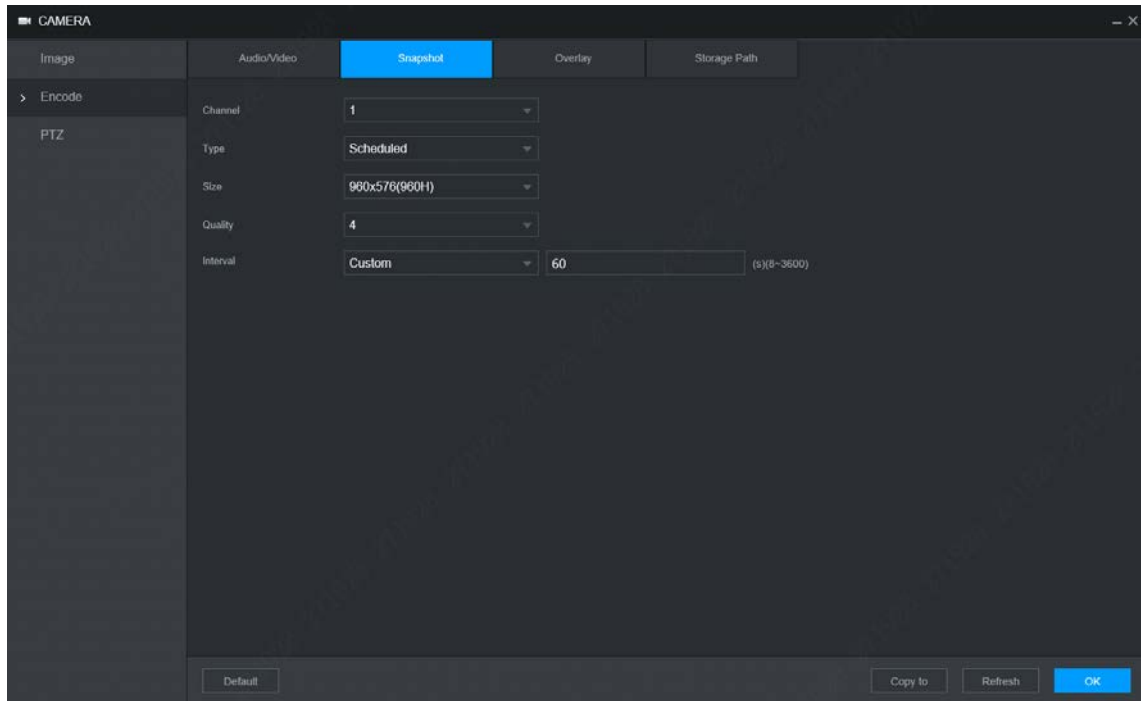 CAMERA
Image
Encode
PTZ
Audio/Video Snapshot Overlay Storage Path
Channel 1
Type Scheduled
Size 960x576(960H)
Quality 4
Interval Custom 60 (s)(8~3600)
Default Copy to Refresh OK